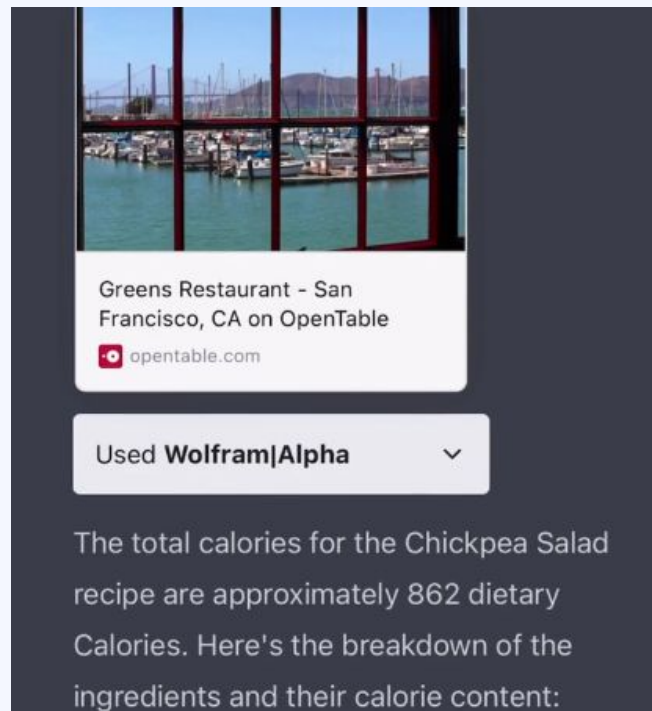 Greens Restaurant - San
Francisco, CA on OpenTable
opentable.com
Used Wolfram|Alpha
The total calories for the Chickpea Salad
recipe are approximately 862 dietary
Calories. Here's the breakdown of the
ingredients and their calorie content: